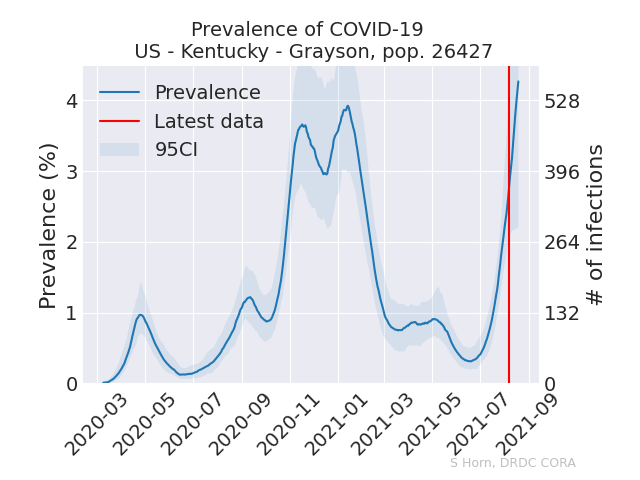 Prevalence of COVID-19
US - Kentucky - Grayson, pop. 26427
Prevalence
Latest data
95CI
Prevalence (%)
4
3
2
1
0
528
396
264
132
0
# of infections
2020-03
2020-05
2020-07
2020-09
2020-11
2021-01
2021-03
2021-05
2021-07
2021-09
S Horn, DRDC CORA